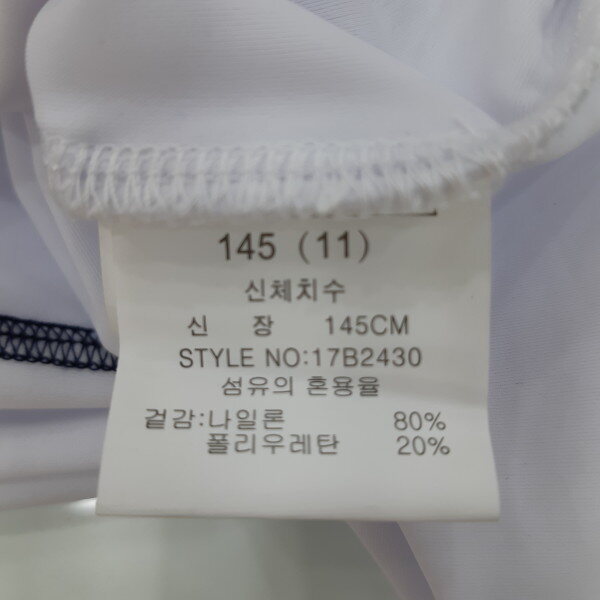 145 (11)
신체치수
신 장 145CM
STYLE NO:17B2430
섬유의 혼용율
겉감:나일론 80%
폴리우레탄 20%